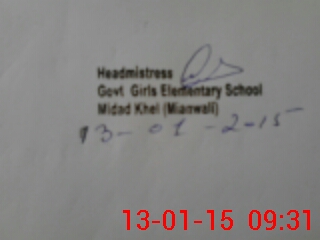 Headmistress
Govt Girls Elementary School
Midad Khel (Mianwali)
13-01-2-15
13-01-15 09:31